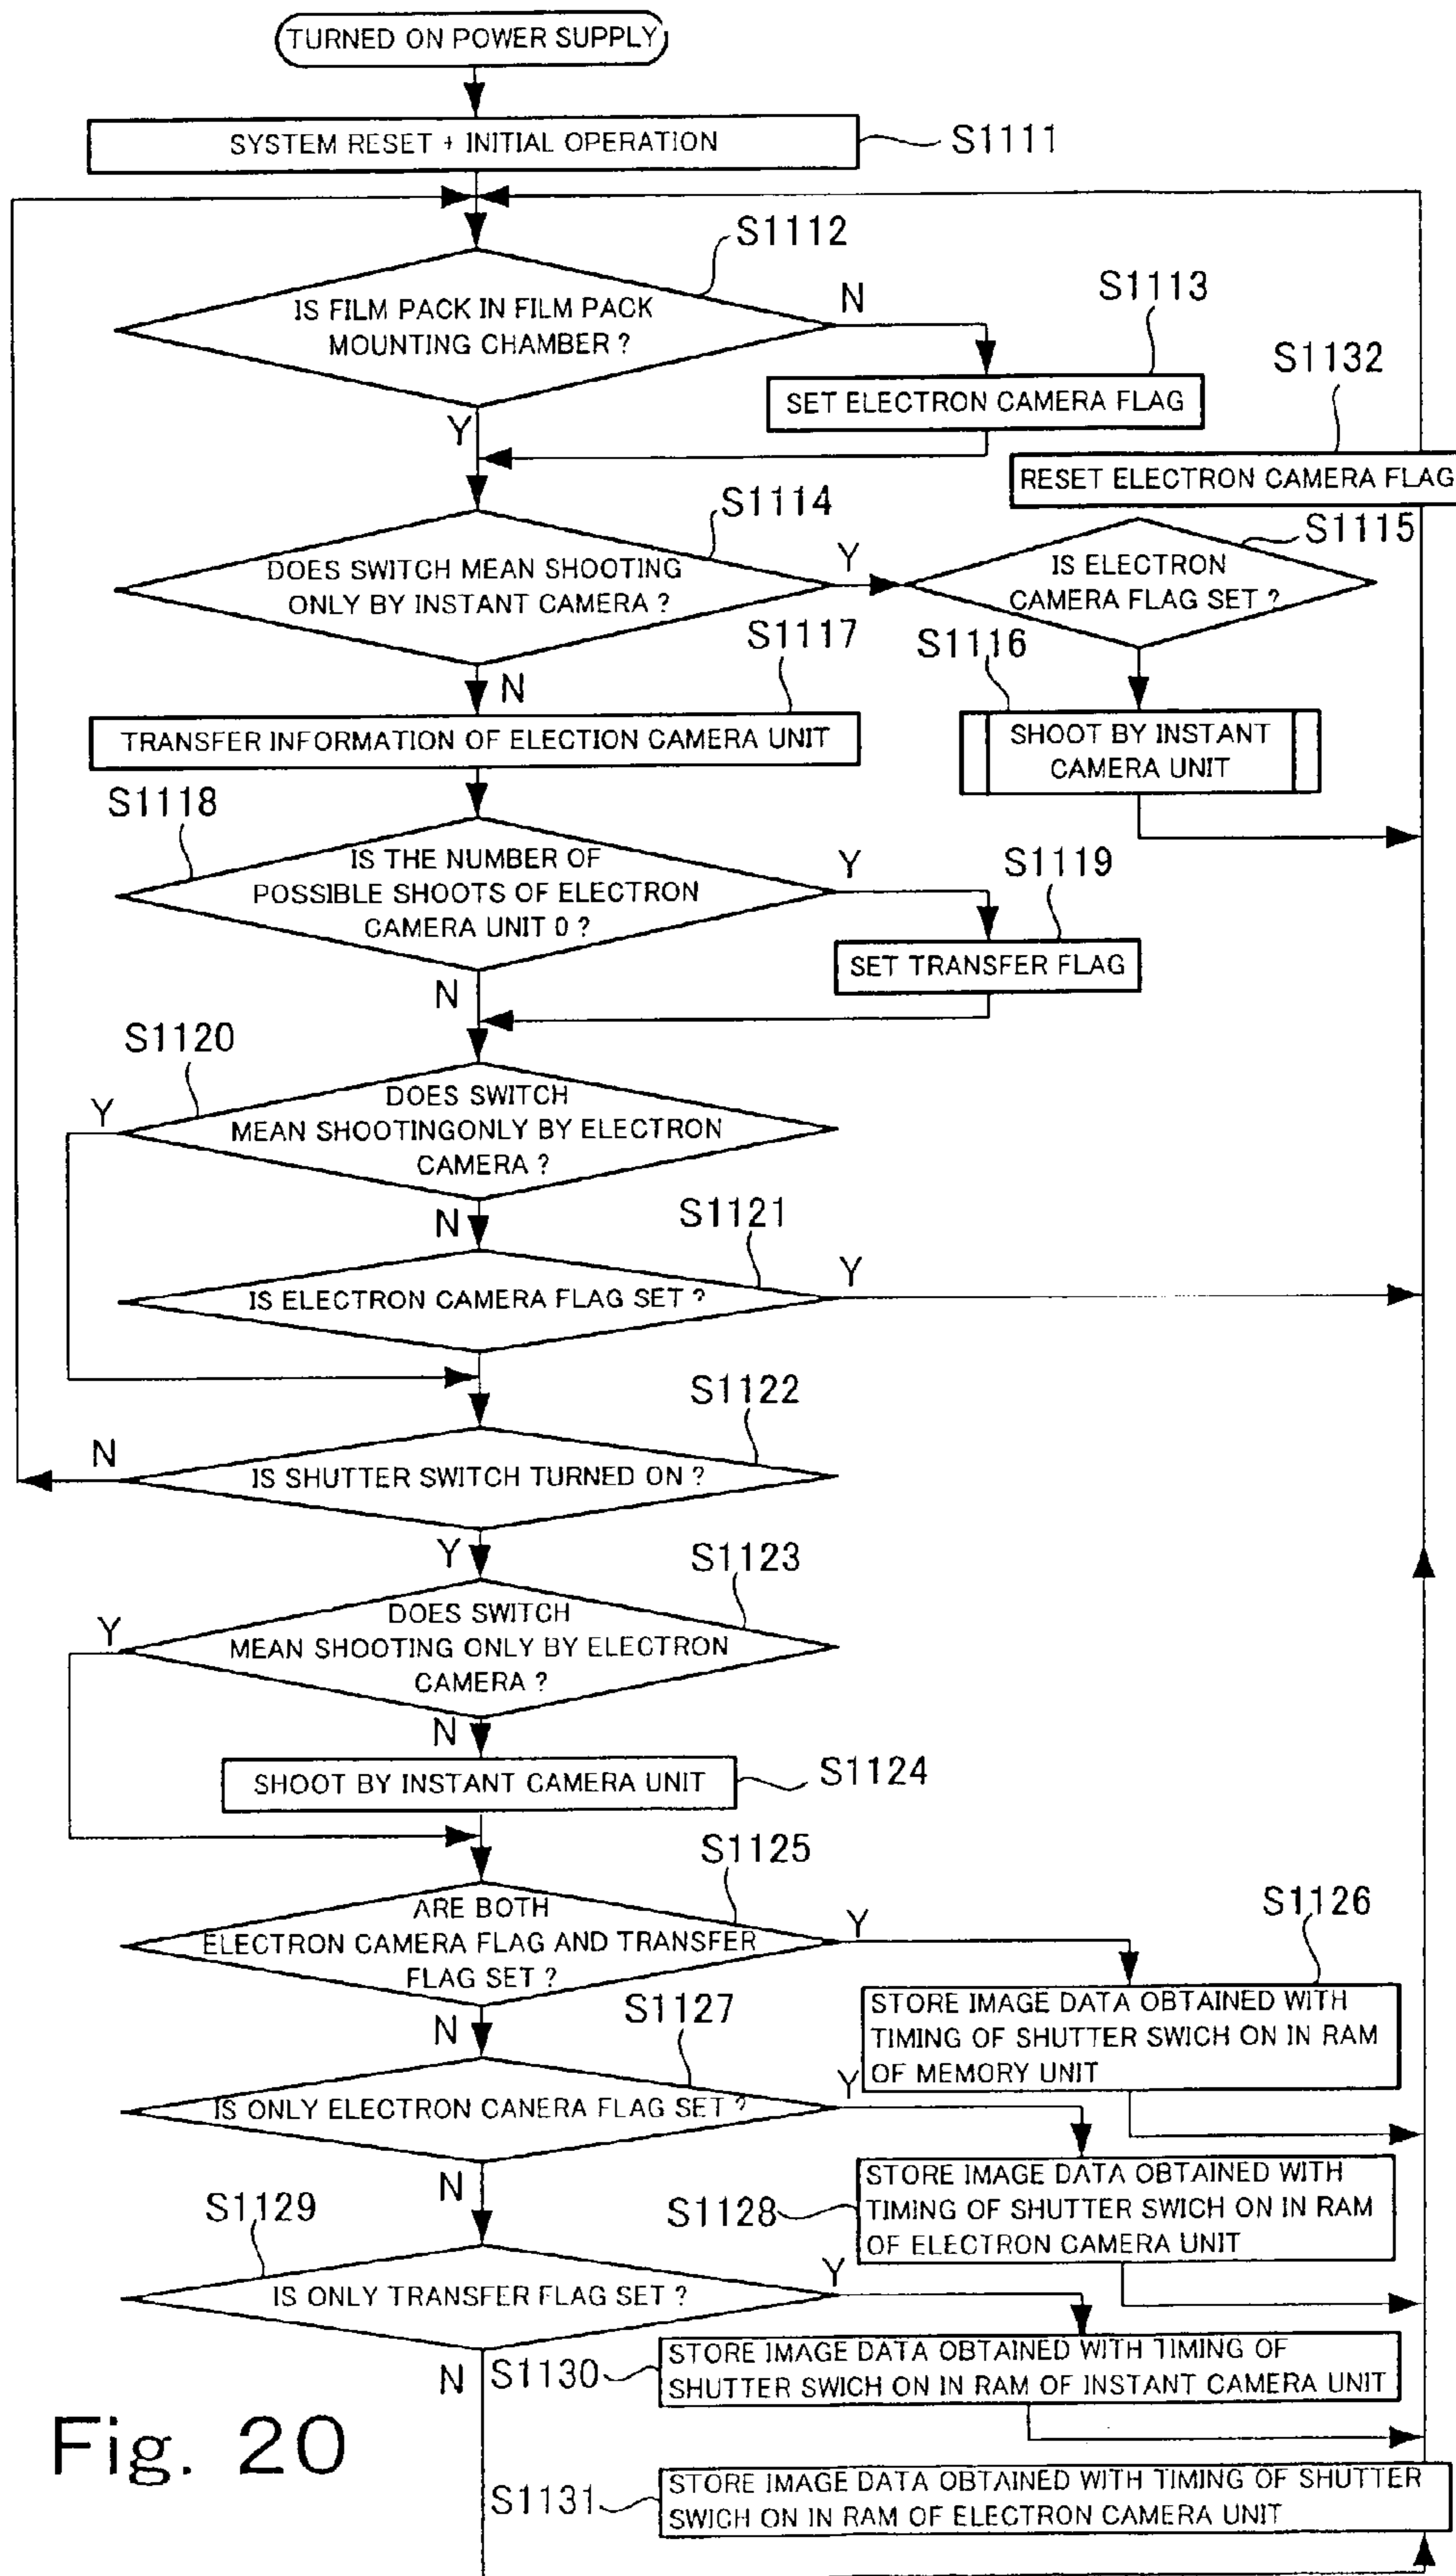 TURNED ON POWER SUPPLY
SYSTEM RESET + INITIAL OPERATION
S1111
S1112
IS FILM PACK IN FILM PACK
MOUNTING CHAMBER ?
N
S1113
SET ELECTRON CAMERA FLAG
Y
S1132
RESET ELECTRON CAMERA FLAG
S1114
DOES SWITCH MEAN SHOOTING
ONLY BY INSTANT CAMERA ?
Y
S1115
IS ELECTRON
CAMERA FLAG SET ?
N
S1117
TRANSFER INFORMATION OF ELECTION CAMERA UNIT
S1116
SHOOT BY INSTANT
CAMERA UNIT
S1118
IS THE NUMBER OF
POSSIBLE SHOOTS OF ELECTRON
CAMERA UNIT 0 ?
Y
S1119
SET TRANSFER FLAG
N
S1120
DOES SWITCH
MEAN SHOOTINGONLY BY ELECTRON
CAMERA ?
Y
N
S1121
IS ELECTRON CAMERA FLAG SET ?
Y
S1122
IS SHUTTER SWITCH TURNED ON ?
N
Y
S1123
DOES SWITCH
MEAN SHOOTING ONLY BY ELECTRON
CAMERA ?
Y
N
SHOOT BY INSTANT CAMERA UNIT
S1124
S1125
ARE BOTH
ELECTRON CAMERA FLAG AND TRANSFER
FLAG SET ?
Y
S1126
STORE IMAGE DATA OBTAINED WITH
TIMING OF SHUTTER SWICH ON IN RAM
OF MEMORY UNIT
N
S1127
IS ONLY ELECTRON CANERA FLAG SET ?
Y
S1128
STORE IMAGE DATA OBTAINED WITH
TIMING OF SHUTTER SWICH ON IN RAM
OF ELECTRON CAMERA UNIT
N
S1129
IS ONLY TRANSFER FLAG SET ?
Y
S1130
STORE IMAGE DATA OBTAINED WITH TIMING OF
SHUTTER SWICH ON IN RAM OF INSTANT CAMERA UNIT
N
S1131
STORE IMAGE DATA OBTAINED WITH TIMING OF SHUTTER
SWICH ON IN RAM OF ELECTRON CAMERA UNIT
Fig. 20